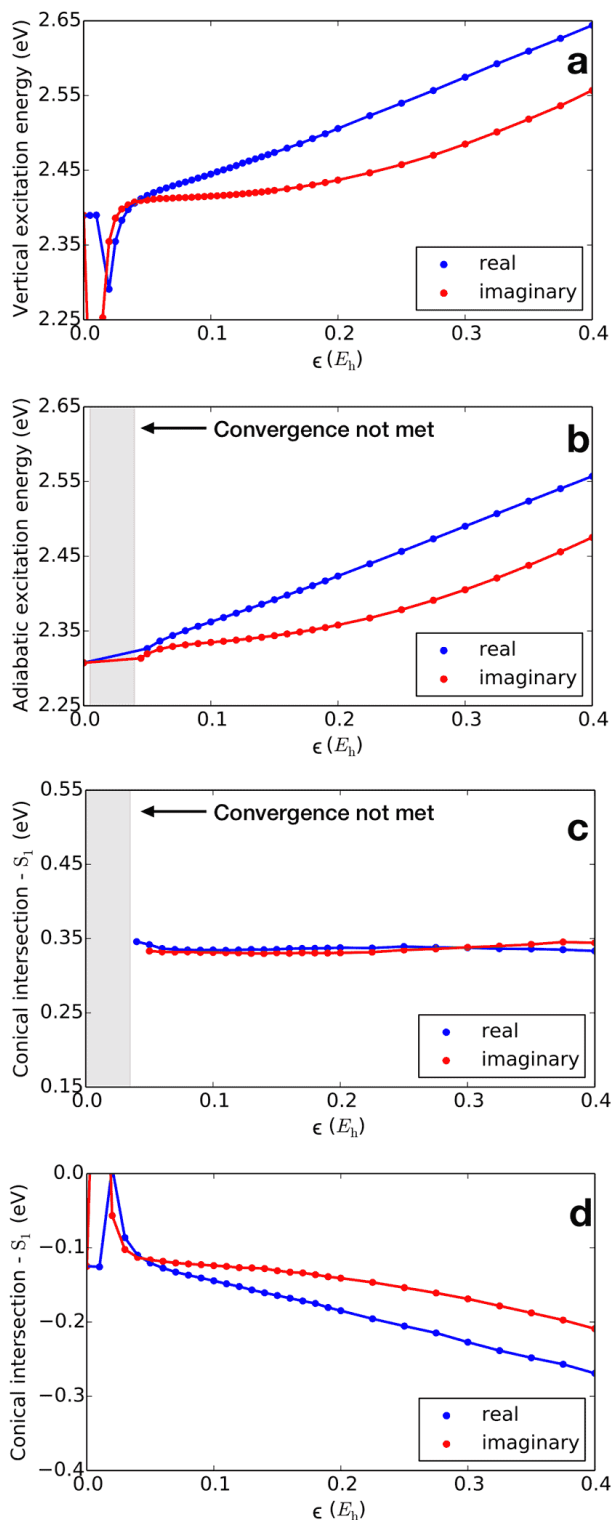 Vertical excitation energy (eV)
2.65
2.55
2.45
2.35
2.25
a
real
imaginary
0.0 0.1 0.2 0.3 0.4
ϵ (Eh)
Adiabatic excitation energy (eV)
2.65
2.55
2.45
2.35
2.25
Convergence not met
b
real
imaginary
0.0 0.1 0.2 0.3 0.4
ϵ (Eh)
Conical intersection - S1 (eV)
0.55
0.45
0.35
0.25
0.15
Convergence not met
c
real
imaginary
0.0 0.1 0.2 0.3 0.4
ϵ (Eh)
Conical intersection - S1 (eV)
0.0
−0.1
−0.2
−0.3
−0.4
d
real
imaginary
0.0 0.1 0.2 0.3 0.4
ϵ (Eh)